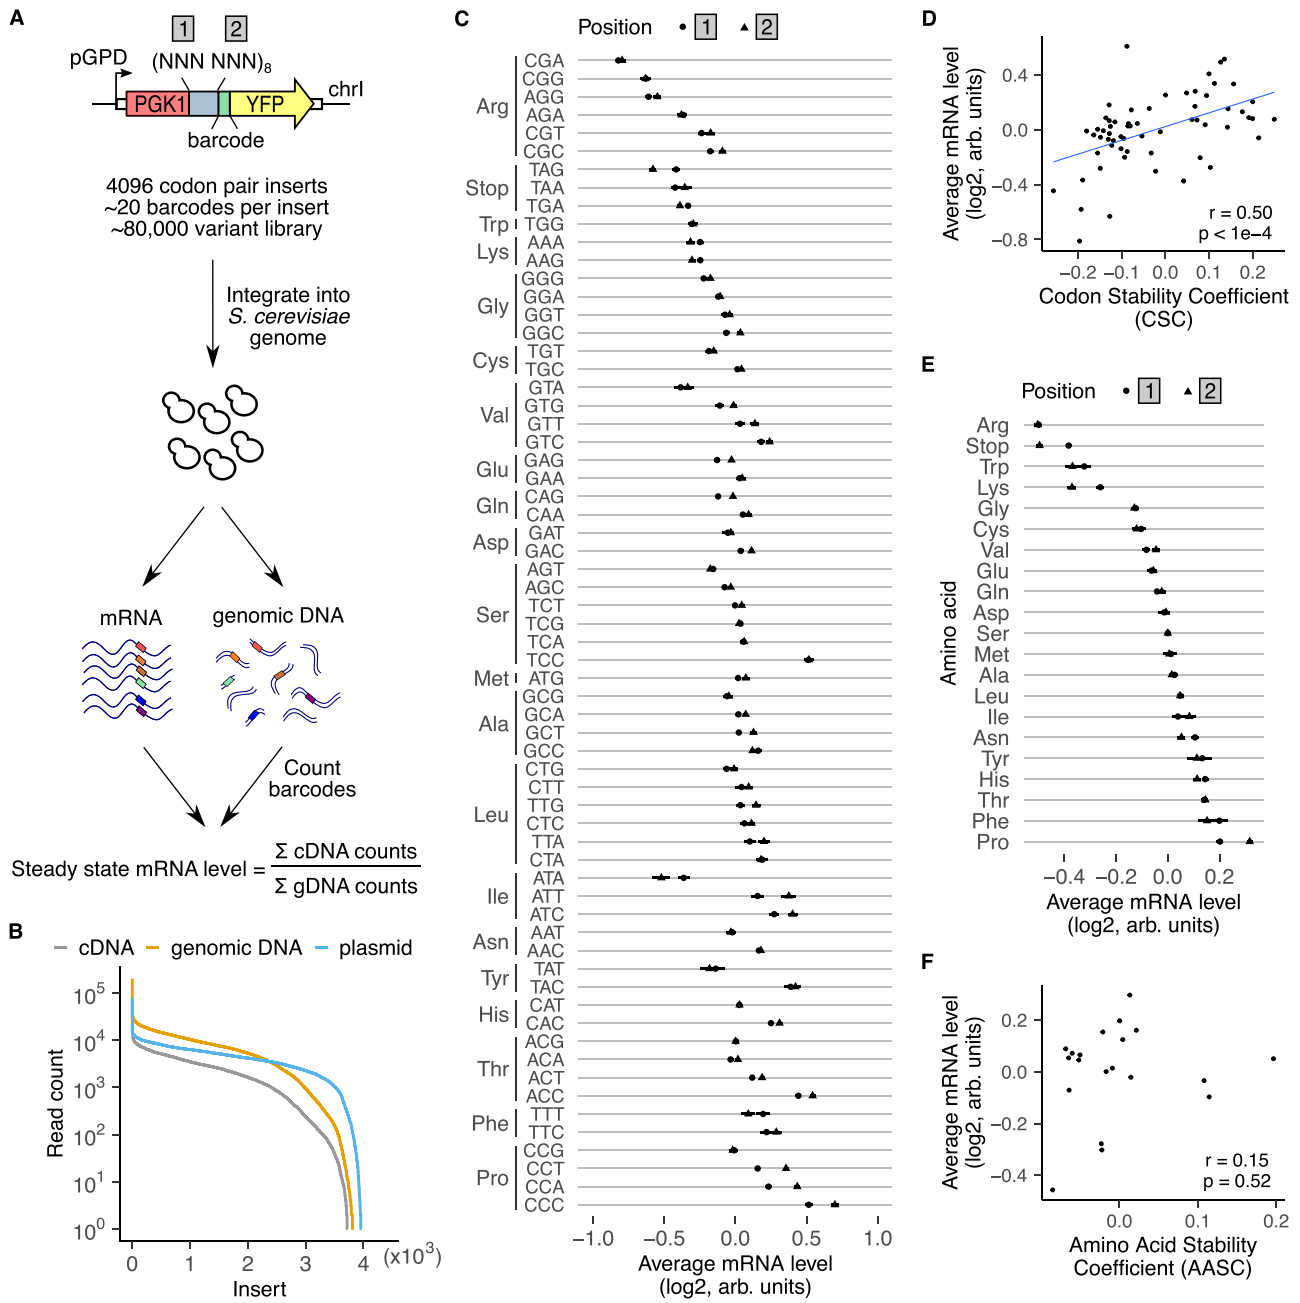 A
1 2
pGPD (NNN NNN)8
PGK1 YFP chrI
barcode
4096 codon pair inserts
~20 barcodes per insert
~80,000 variant library
Integrate into
S. cerevisiae
genome
mRNA genomic DNA
Count
barcodes
Steady state mRNA level = Σ cDNA counts
Σ gDNA counts
B
cDNA genomic DNA plasmid
Read count
10^5
10^4
10^3
10^2
10^1
10^0
0 1 2 3 4 (x10^3)
Insert
C
Position 1 2
Arg
CGA
CGG
AGG
AGA
CGT
CGC
Stop
TAG
TAA
TGA
Trp TGG
Lys
AAA
AAG
Gly
GGG
GGA
GGT
GGC
Cys
TGT
TGC
Val
GTA
GTG
GTT
GTC
Glu
GAG
GAA
Gln
CAG
CAA
Asp
GAT
GAC
Ser
AGT
AGC
TCT
TCG
TCA
TCC
Met ATG
Ala
GCG
GCA
GCT
GCC
Leu
CTG
CTT
TTG
CTC
TTA
CTA
Ile
ATA
ATT
ATC
Asn
AAT
AAC
Tyr
TAT
TAC
His
CAT
CAC
Thr
ACG
ACA
ACT
ACC
Phe
TTT
TTC
Pro
CCG
CCT
CCA
CCC
−1.0 −0.5 0.0 0.5 1.0
Average mRNA level
(log2, arb. units)
D
Average mRNA level
(log2, arb. units)
0.4
0.0
−0.4
−0.8
r = 0.50
p < 1e−4
−0.2 −0.1 0.0 0.1 0.2
Codon Stability Coefficient
(CSC)
E
Position 1 2
Amino acid
Arg
Stop
Trp
Lys
Gly
Cys
Val
Glu
Gln
Asp
Ser
Met
Ala
Leu
Ile
Asn
Tyr
His
Thr
Phe
Pro
−0.4 −0.2 0.0 0.2
Average mRNA level
(log2, arb. units)
F
Average mRNA level
(log2, arb. units)
0.2
0.0
−0.2
−0.4
r = 0.15
p = 0.52
0.0 0.1 0.2
Amino Acid Stability
Coefficient (AASC)